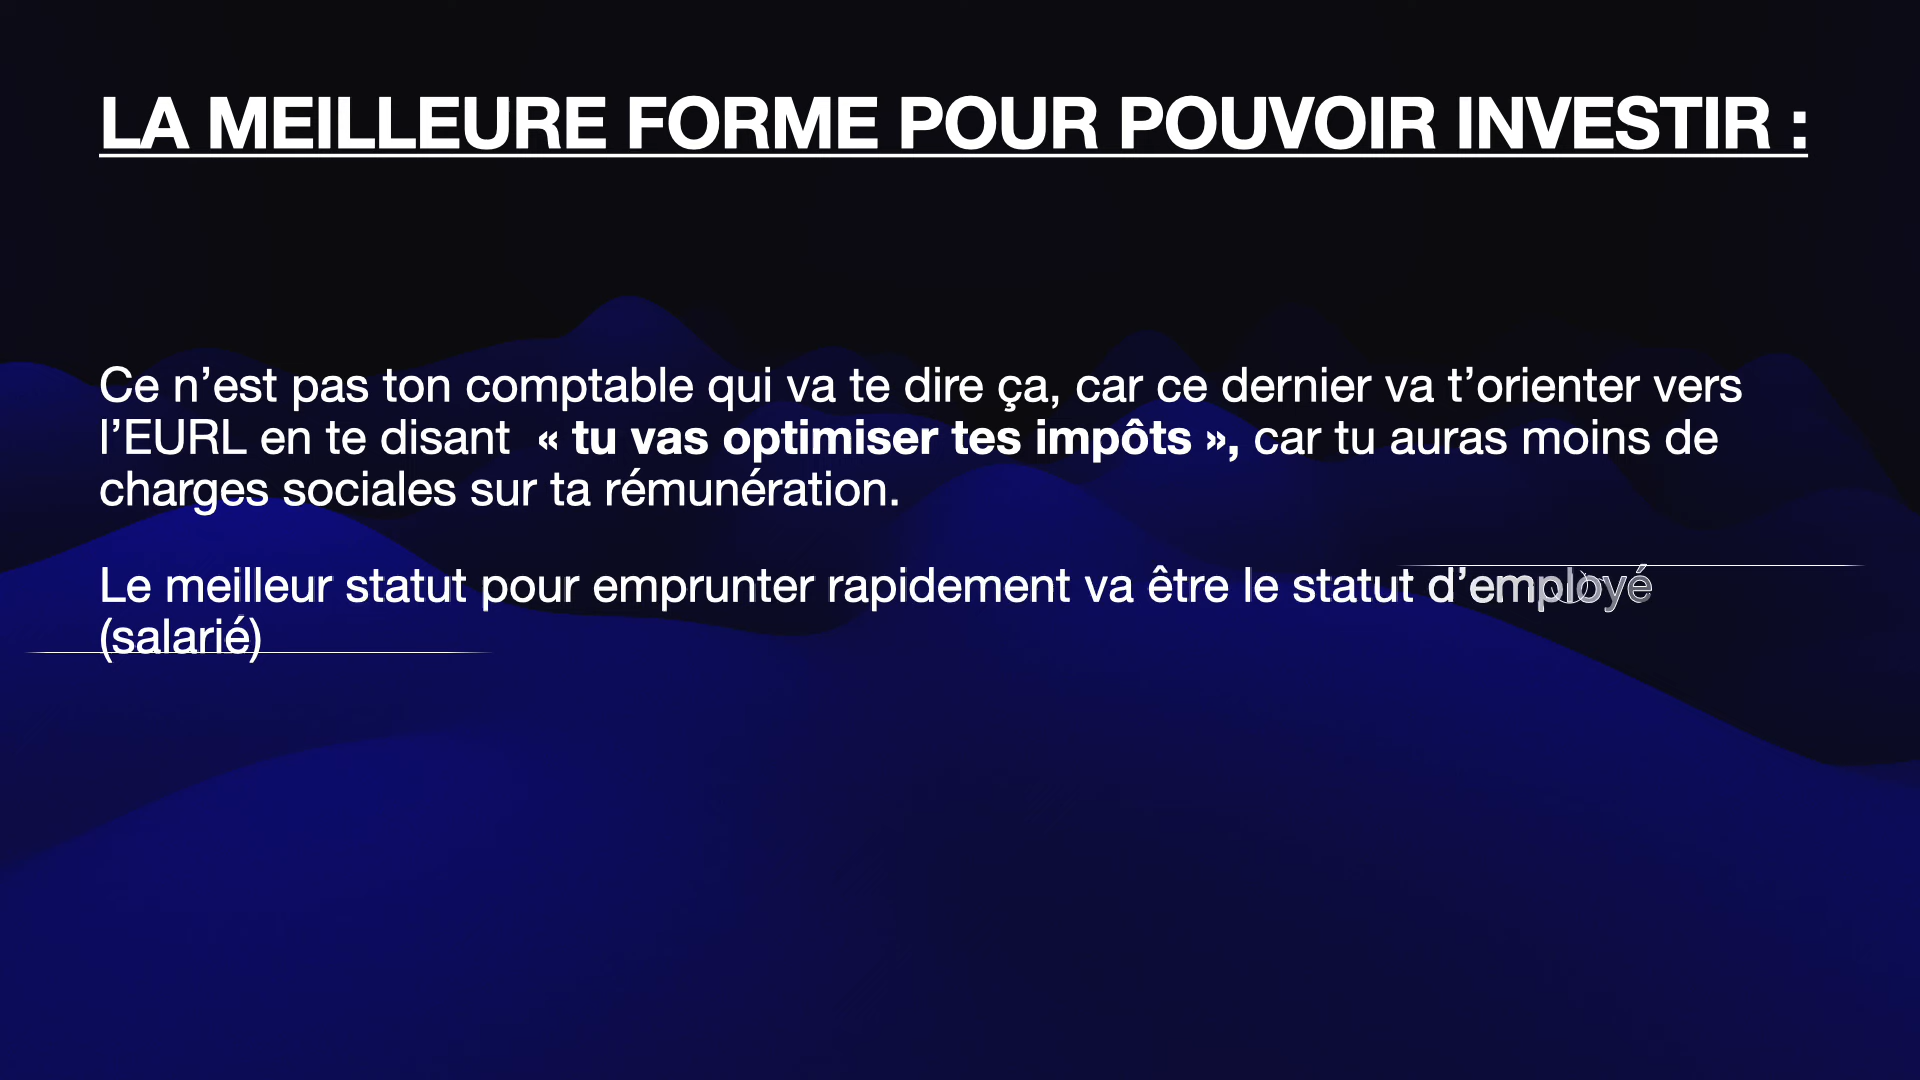 LA MEILLEURE FORME POUR POUVOIR INVESTIR :
Ce n’est pas ton comptable qui va te dire ça, car ce dernier va t’orienter vers
l’EURL en te disant  « tu vas optimiser tes impôts », car tu auras moins de
charges sociales sur ta rémunération.
Le meilleur statut pour emprunter rapidement va être le statut d’employé
(salarié)